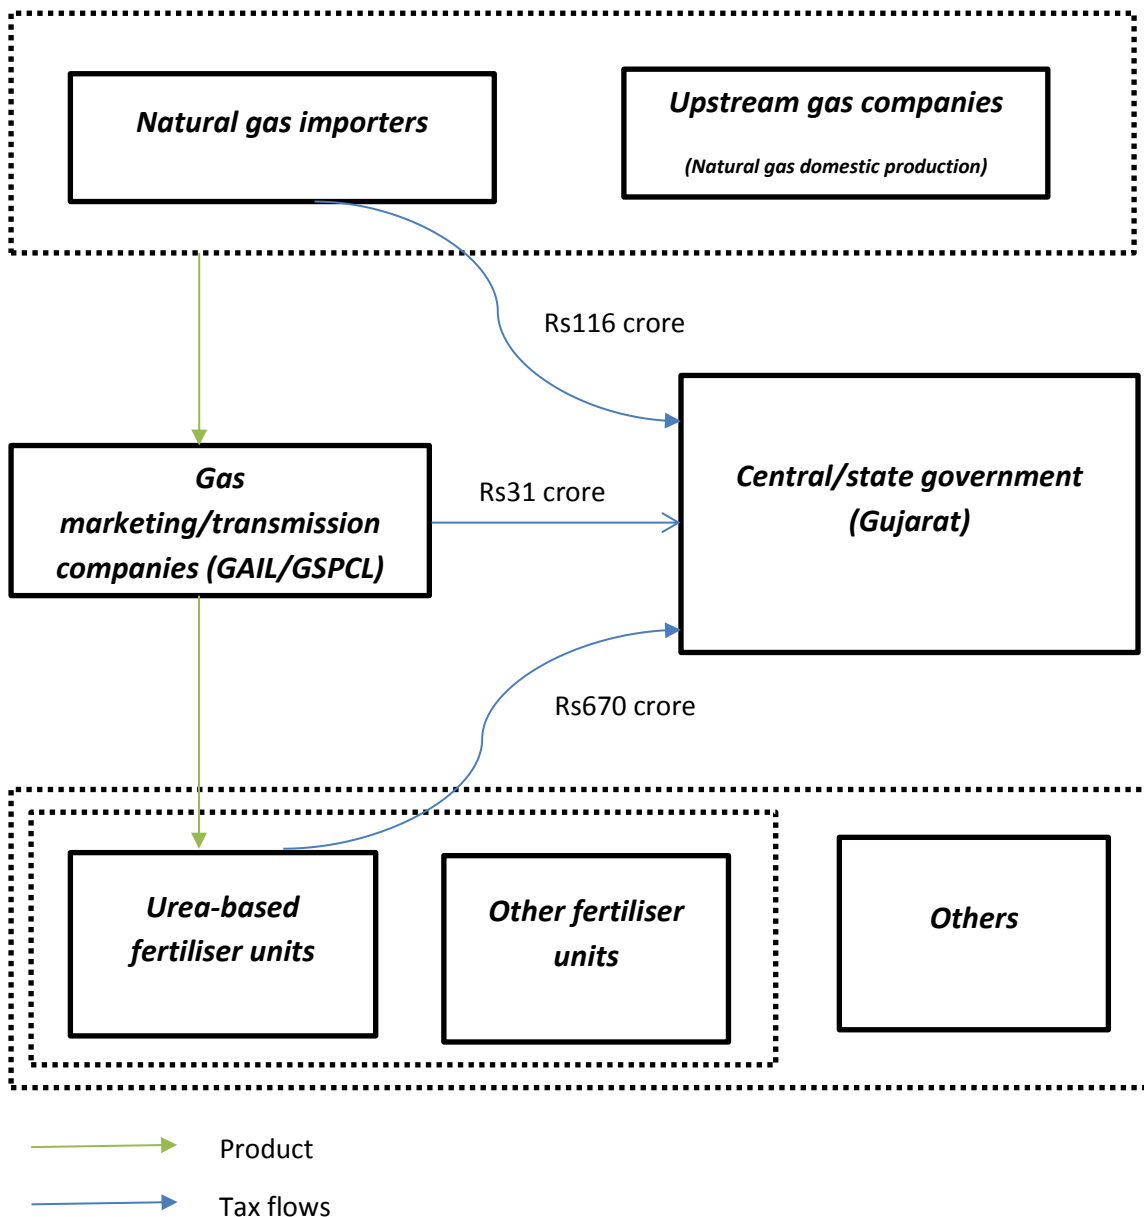 Natural gas importers
Upstream gas companies
(Natural gas domestic production)
Rs116 crore
Gas
marketing/transmission
companies (GAIL/GSPCL)
Rs31 crore
Central/state government
(Gujarat)
Rs670 crore
Urea-based
fertiliser units
Other fertiliser
units
Others
Product
Tax flows